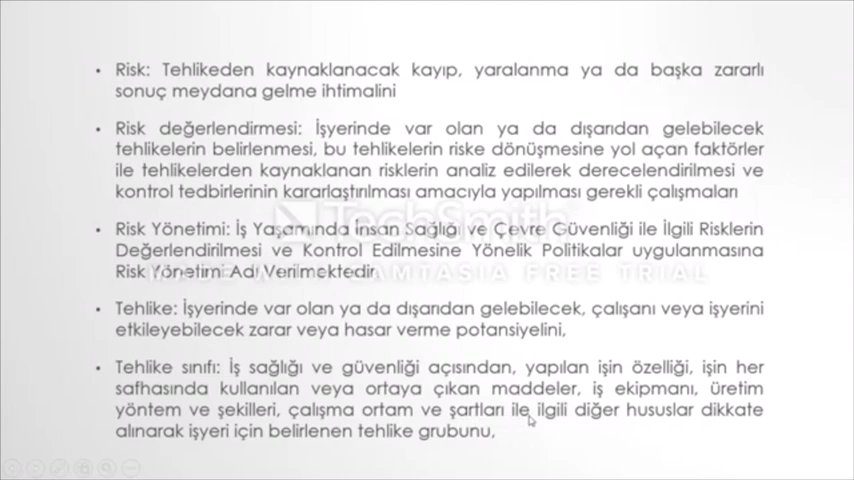 • Risk: Tehlikeden kaynaklanacak kayıp, yaralanma ya da başka zararlı
sonuç meydana gelme ihtimalini
• Risk değerlendirmesi: İşyerinde var olan ya da dışarıdan gelebilecek
tehlikelerin belirlenmesi, bu tehlikelerin riske dönüşmesine yol açan faktörler
ile tehlikelerden kaynaklanan risklerin analiz edilerek derecelendirilmesi ve
kontrol tedbirlerinin kararlaştırılması amacıyla yapılması gerekli çalışmaları
TechSmith
• Risk Yönetimi: İş Yaşamında İnsan Sağlığı ve Çevre Güvenliği ile İlgili Risklerin
Değerlendirilmesi ve Kontrol Edilmesine Yönelik Politikalar uygulanmasına
Risk Yönetimi Adı Verilmektedir.
MADE WITH CAMTASIA FREE TRIAL
• Tehlike: İşyerinde var olan ya da dışarıdan gelebilecek, çalışanı veya işyerini
etkileyebilecek zarar veya hasar verme potansiyelini,
• Tehlike sınıfı: İş sağlığı ve güvenliği açısından, yapılan işin özelliği, işin her
safhasında kullanılan veya ortaya çıkan maddeler, iş ekipmanı, üretim
yöntem ve şekilleri, çalışma ortam ve şartları ile ilgili diğer hususlar dikkate
alınarak işyeri için belirlenen tehlike grubunu,